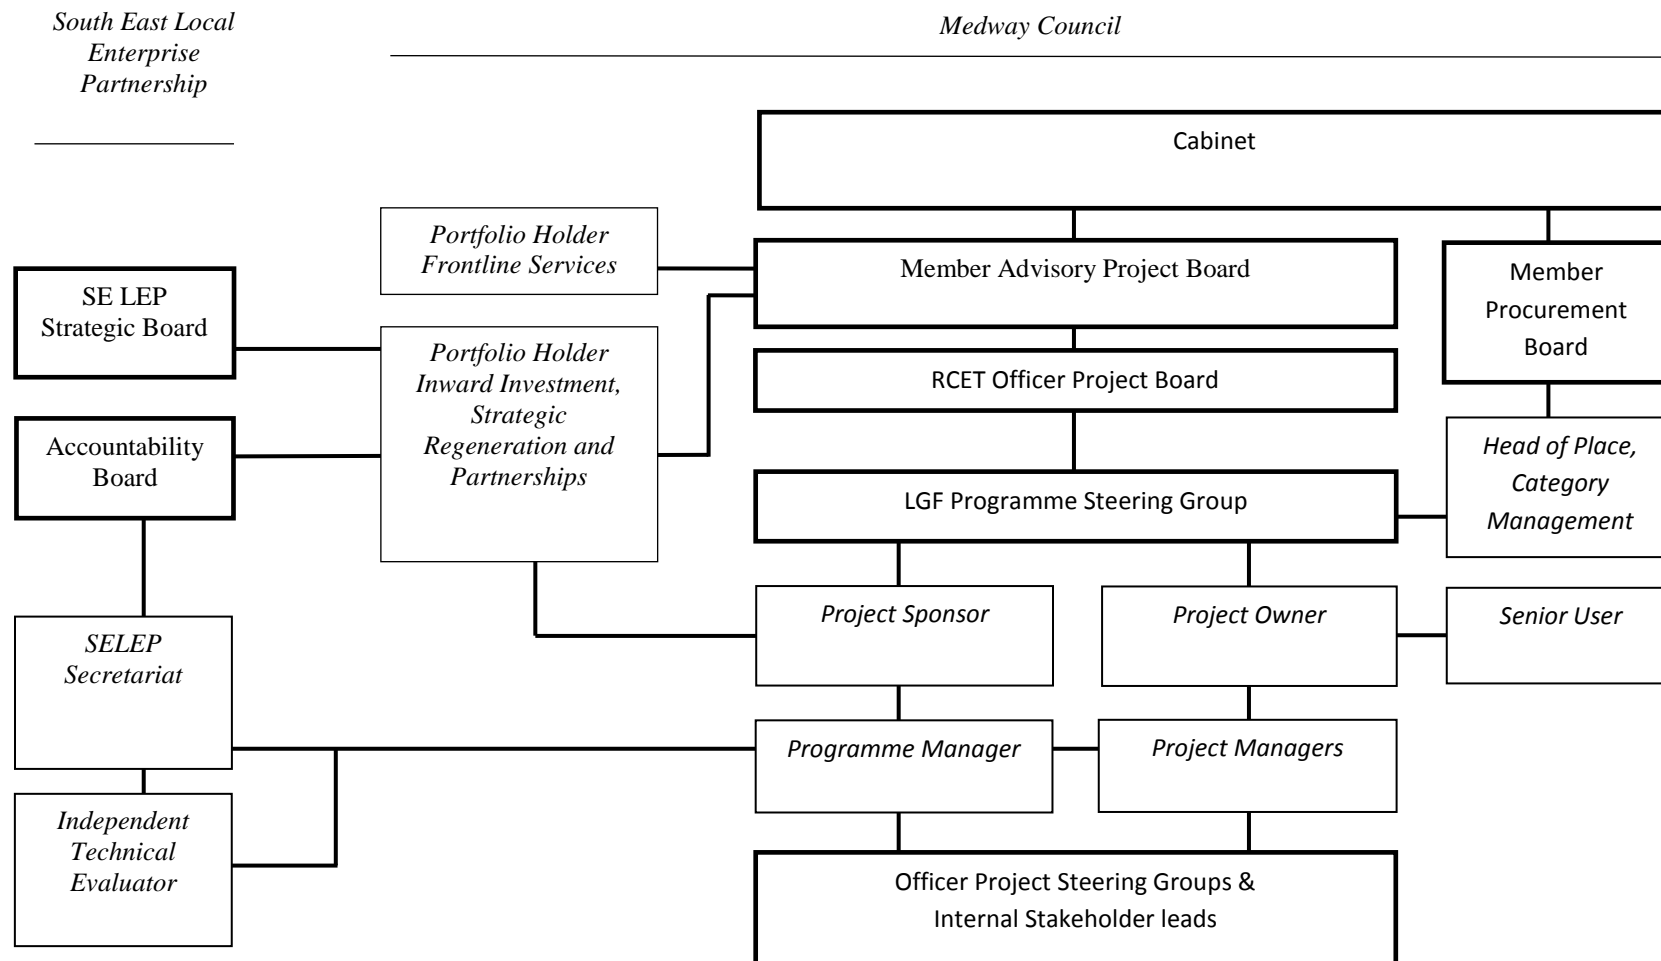 South East Local
Enterprise
Partnership
Medway Council
Cabinet
Portfolio Holder
Frontline Services
Member Advisory Project Board
Member
Procurement
Board
SE LEP
Strategic Board
Portfolio Holder
Inward Investment,
Strategic
Regeneration and
Partnerships
RCET Officer Project Board
Accountability
Board
Head of Place,
Category
Management
LGF Programme Steering Group
Project Sponsor
Project Owner
Senior User
SELEP
Secretariat
Programme Manager
Project Managers
Independent
Technical
Evaluator
Officer Project Steering Groups &
Internal Stakeholder leads